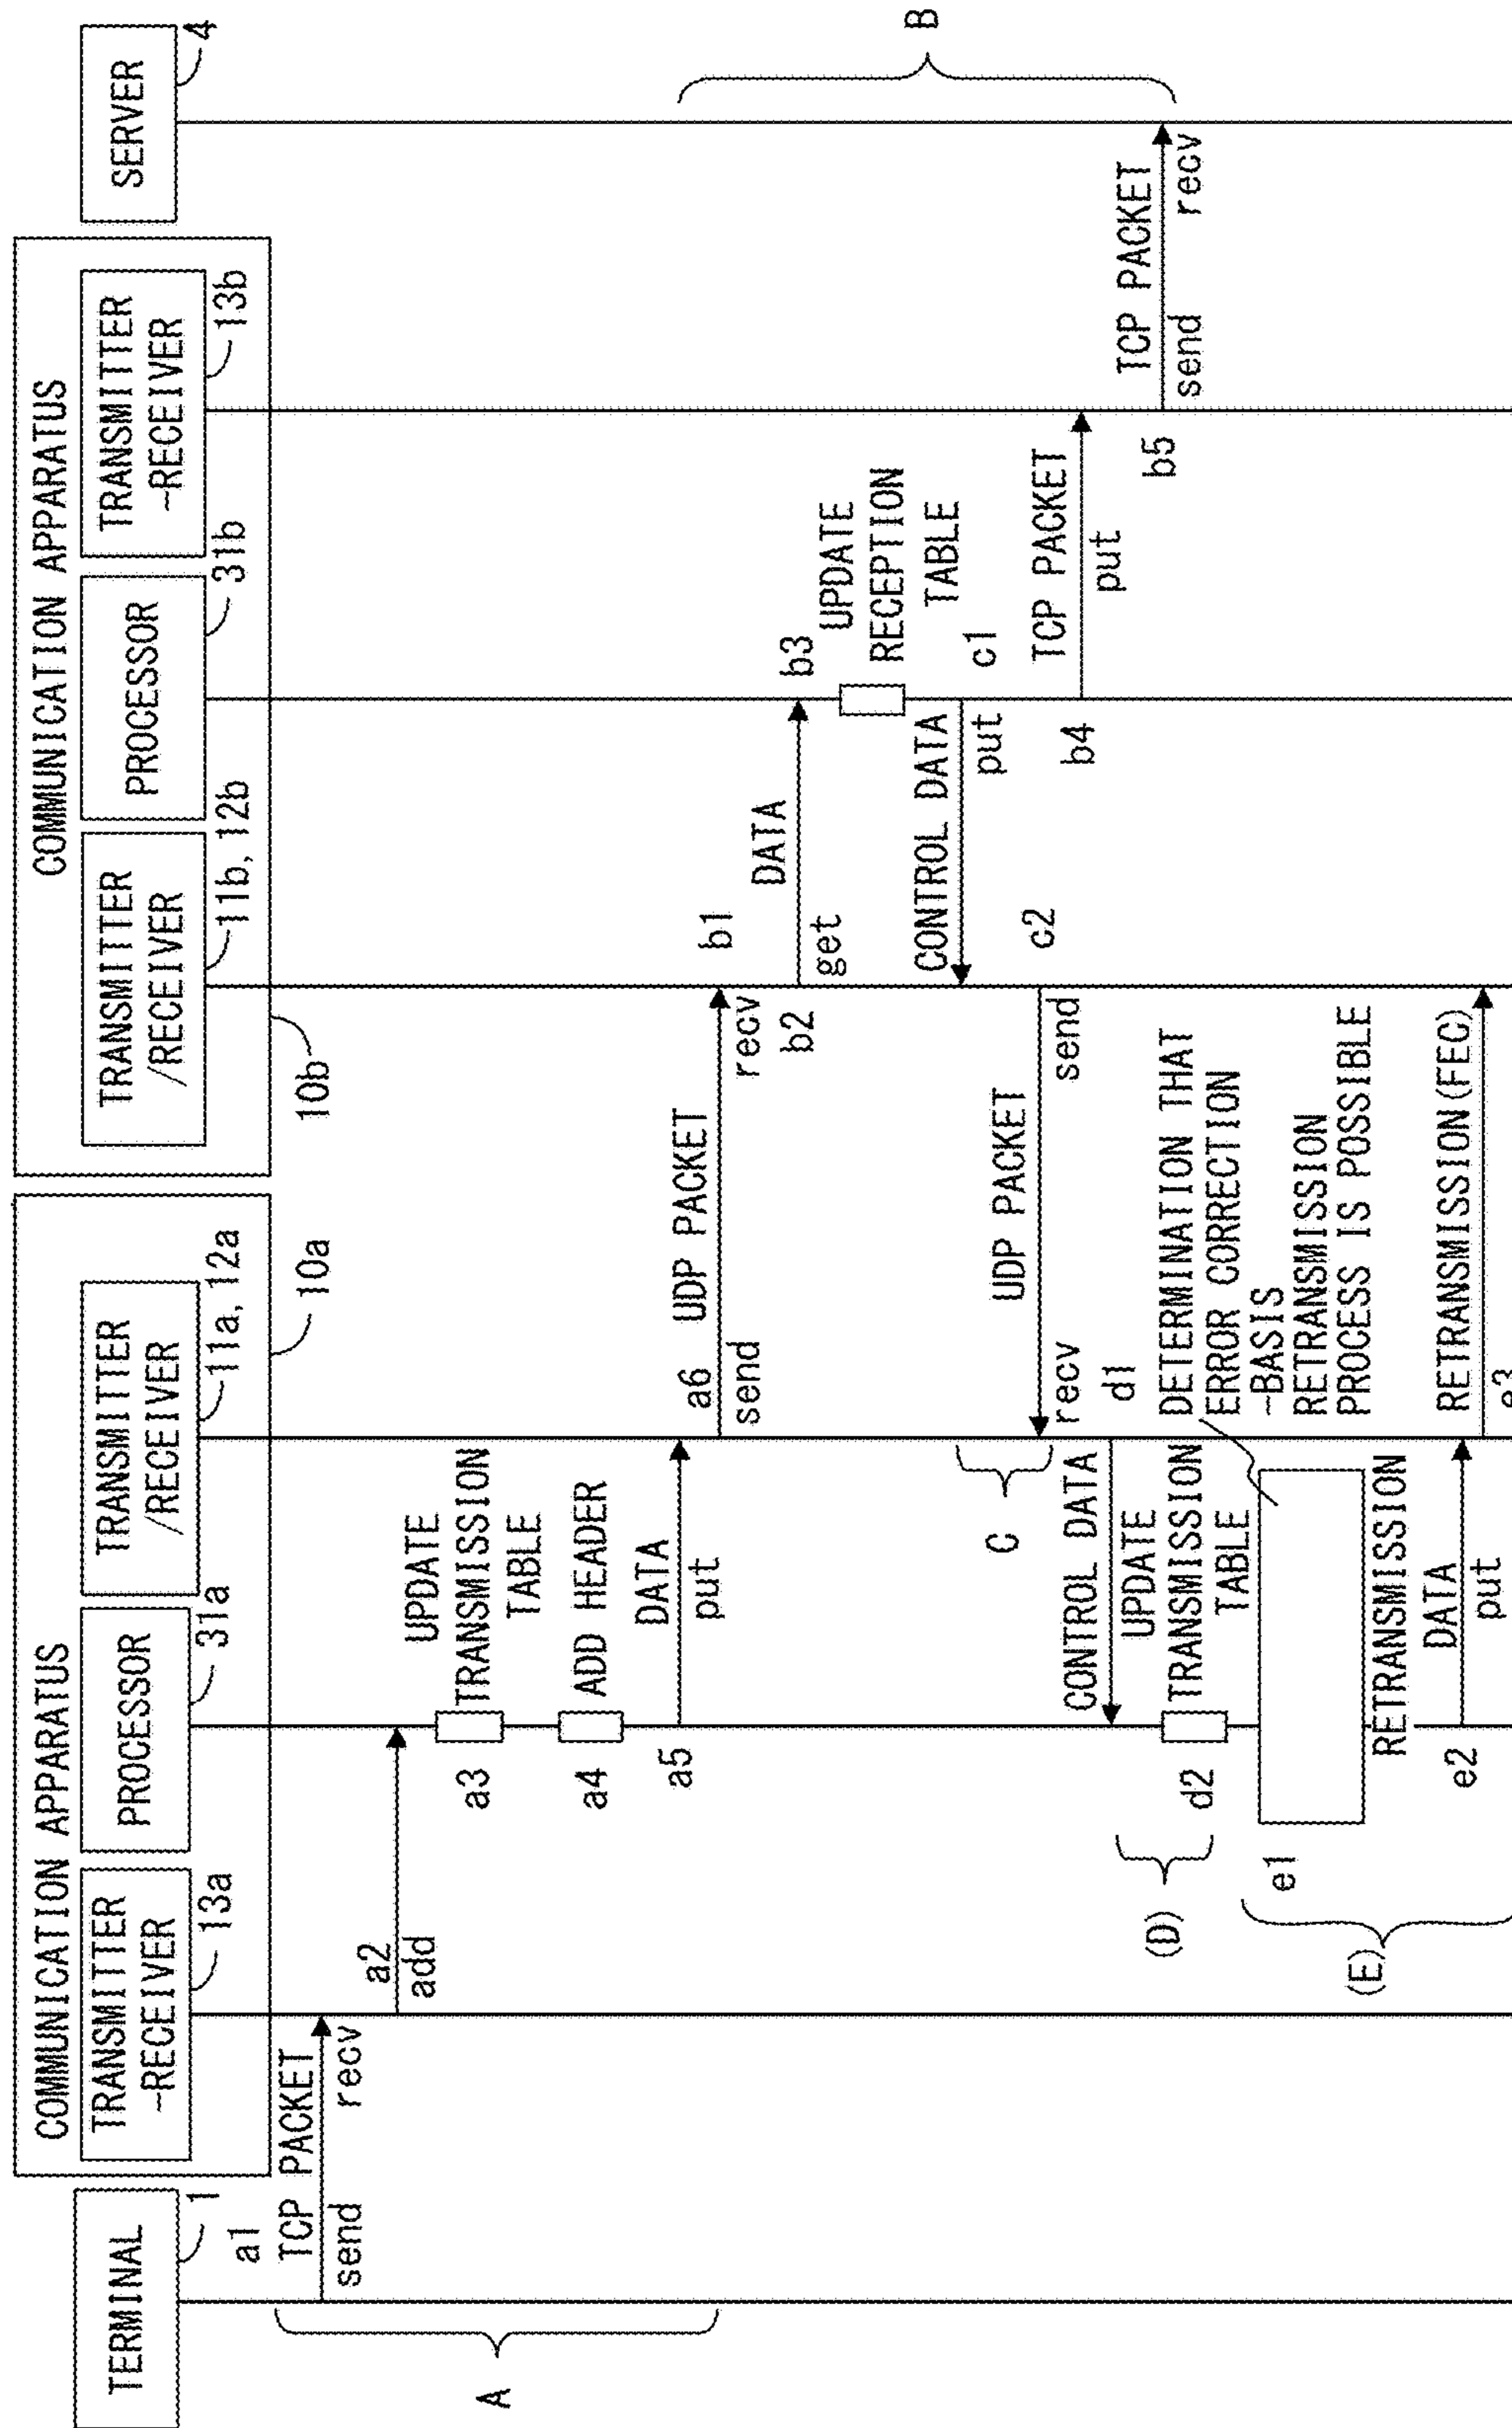 TERMINAL
1
COMMUNICATION APPARATUS
TRANSMITTER
-RECEIVER
13a
PROCESSOR
31a
TRANSMITTER
/RECEIVER
11a, 12a
10a
COMMUNICATION APPARATUS
TRANSMITTER
/RECEIVER
11b, 12b
10b
PROCESSOR
31b
TRANSMITTER
-RECEIVER
13b
SERVER
4
A
a1
TCP PACKET
send
recv
a2
add
a3
UPDATE
TRANSMISSION
TABLE
a4
ADD HEADER
a5
DATA
put
a6
UDP PACKET
send
recv
B
b1
b2
DATA
get
b3
UPDATE
RECEPTION
TABLE
c1
CONTROL DATA
put
b4
TCP PACKET
put
b5
TCP PACKET
send
recv
C
c2
UDP PACKET
send
recv
d1
CONTROL DATA
(D)
d2
UPDATE
TRANSMISSION
TABLE
DETERMINATION THAT
ERROR CORRECTION
-BASIS
RETRANSMISSION
PROCESS IS POSSIBLE
(E)
e1
RETRANSMISSION
e2
DATA
put
RETRANSMISSION(FEC)
e3